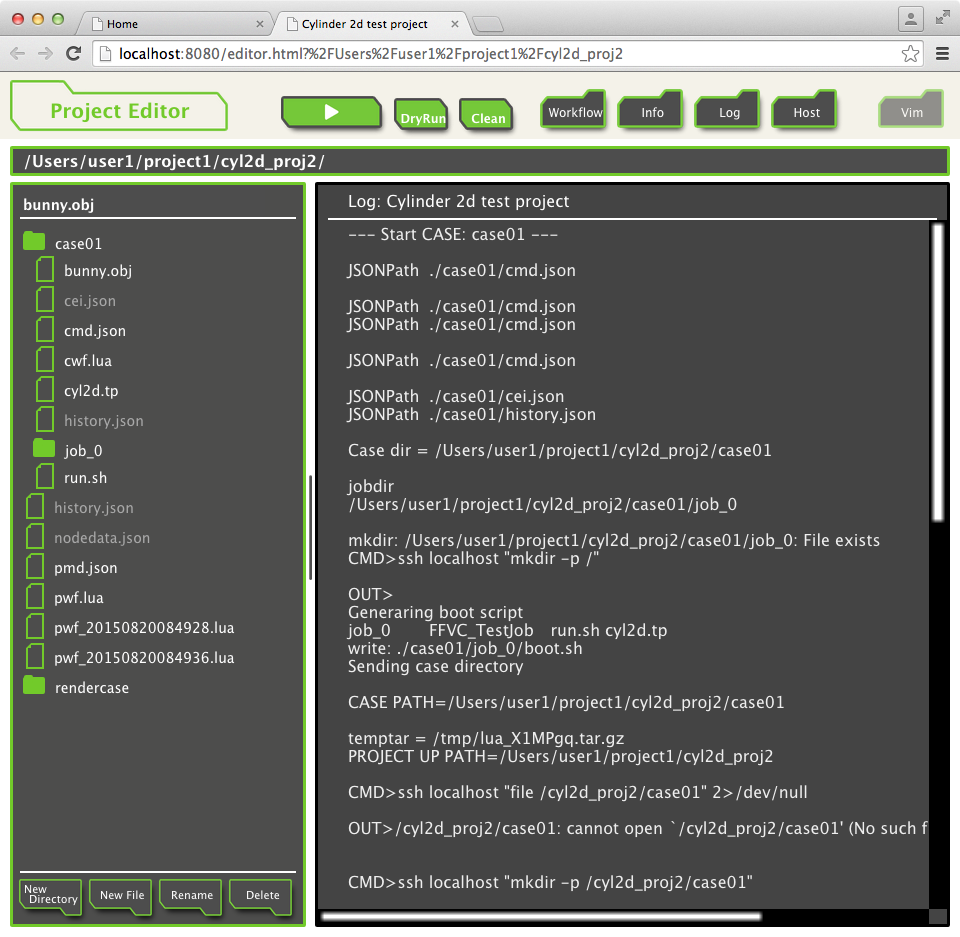 Home
Cylinder 2d test project
localhost:8080/editor.html?%2FUsers%2Fuser1%2Fproject1%2Fcyl2d_proj2
Project Editor
DryRun
Clean
Workflow
Info
Log
Host
Vim
/Users/user1/project1/cyl2d_proj2/
bunny.obj
case01
bunny.obj
cei.json
cmd.json
cwf.lua
cyl2d.tp
history.json
job_0
run.sh
history.json
nodedata.json
pmd.json
pwf.lua
pwf_20150820084928.lua
pwf_20150820084936.lua
rendercase
New
Directory
New File
Rename
Delete
Log: Cylinder 2d test project
--- Start CASE: case01 ---
JSONPath ./case01/cmd.json
JSONPath ./case01/cmd.json
JSONPath ./case01/cmd.json
JSONPath ./case01/cmd.json
JSONPath ./case01/cei.json
JSONPath ./case01/history.json
Case dir = /Users/user1/project1/cyl2d_proj2/case01
jobdir
/Users/user1/project1/cyl2d_proj2/case01/job_0
mkdir: /Users/user1/project1/cyl2d_proj2/case01/job_0: File exists
CMD>ssh localhost "mkdir -p /"
OUT>
Generaring boot script
job_0 FFVC_TestJob run.sh cyl2d.tp
write: ./case01/job_0/boot.sh
Sending case directory
CASE PATH=/Users/user1/project1/cyl2d_proj2/case01
temptar = /tmp/lua_X1MPgq.tar.gz
PROJECT UP PATH=/Users/user1/project1/cyl2d_proj2
CMD>ssh localhost "file /cyl2d_proj2/case01" 2>/dev/null
OUT>/cyl2d_proj2/case01: cannot open `/cyl2d_proj2/case01' (No such f
CMD>ssh localhost "mkdir -p /cyl2d_proj2/case01"